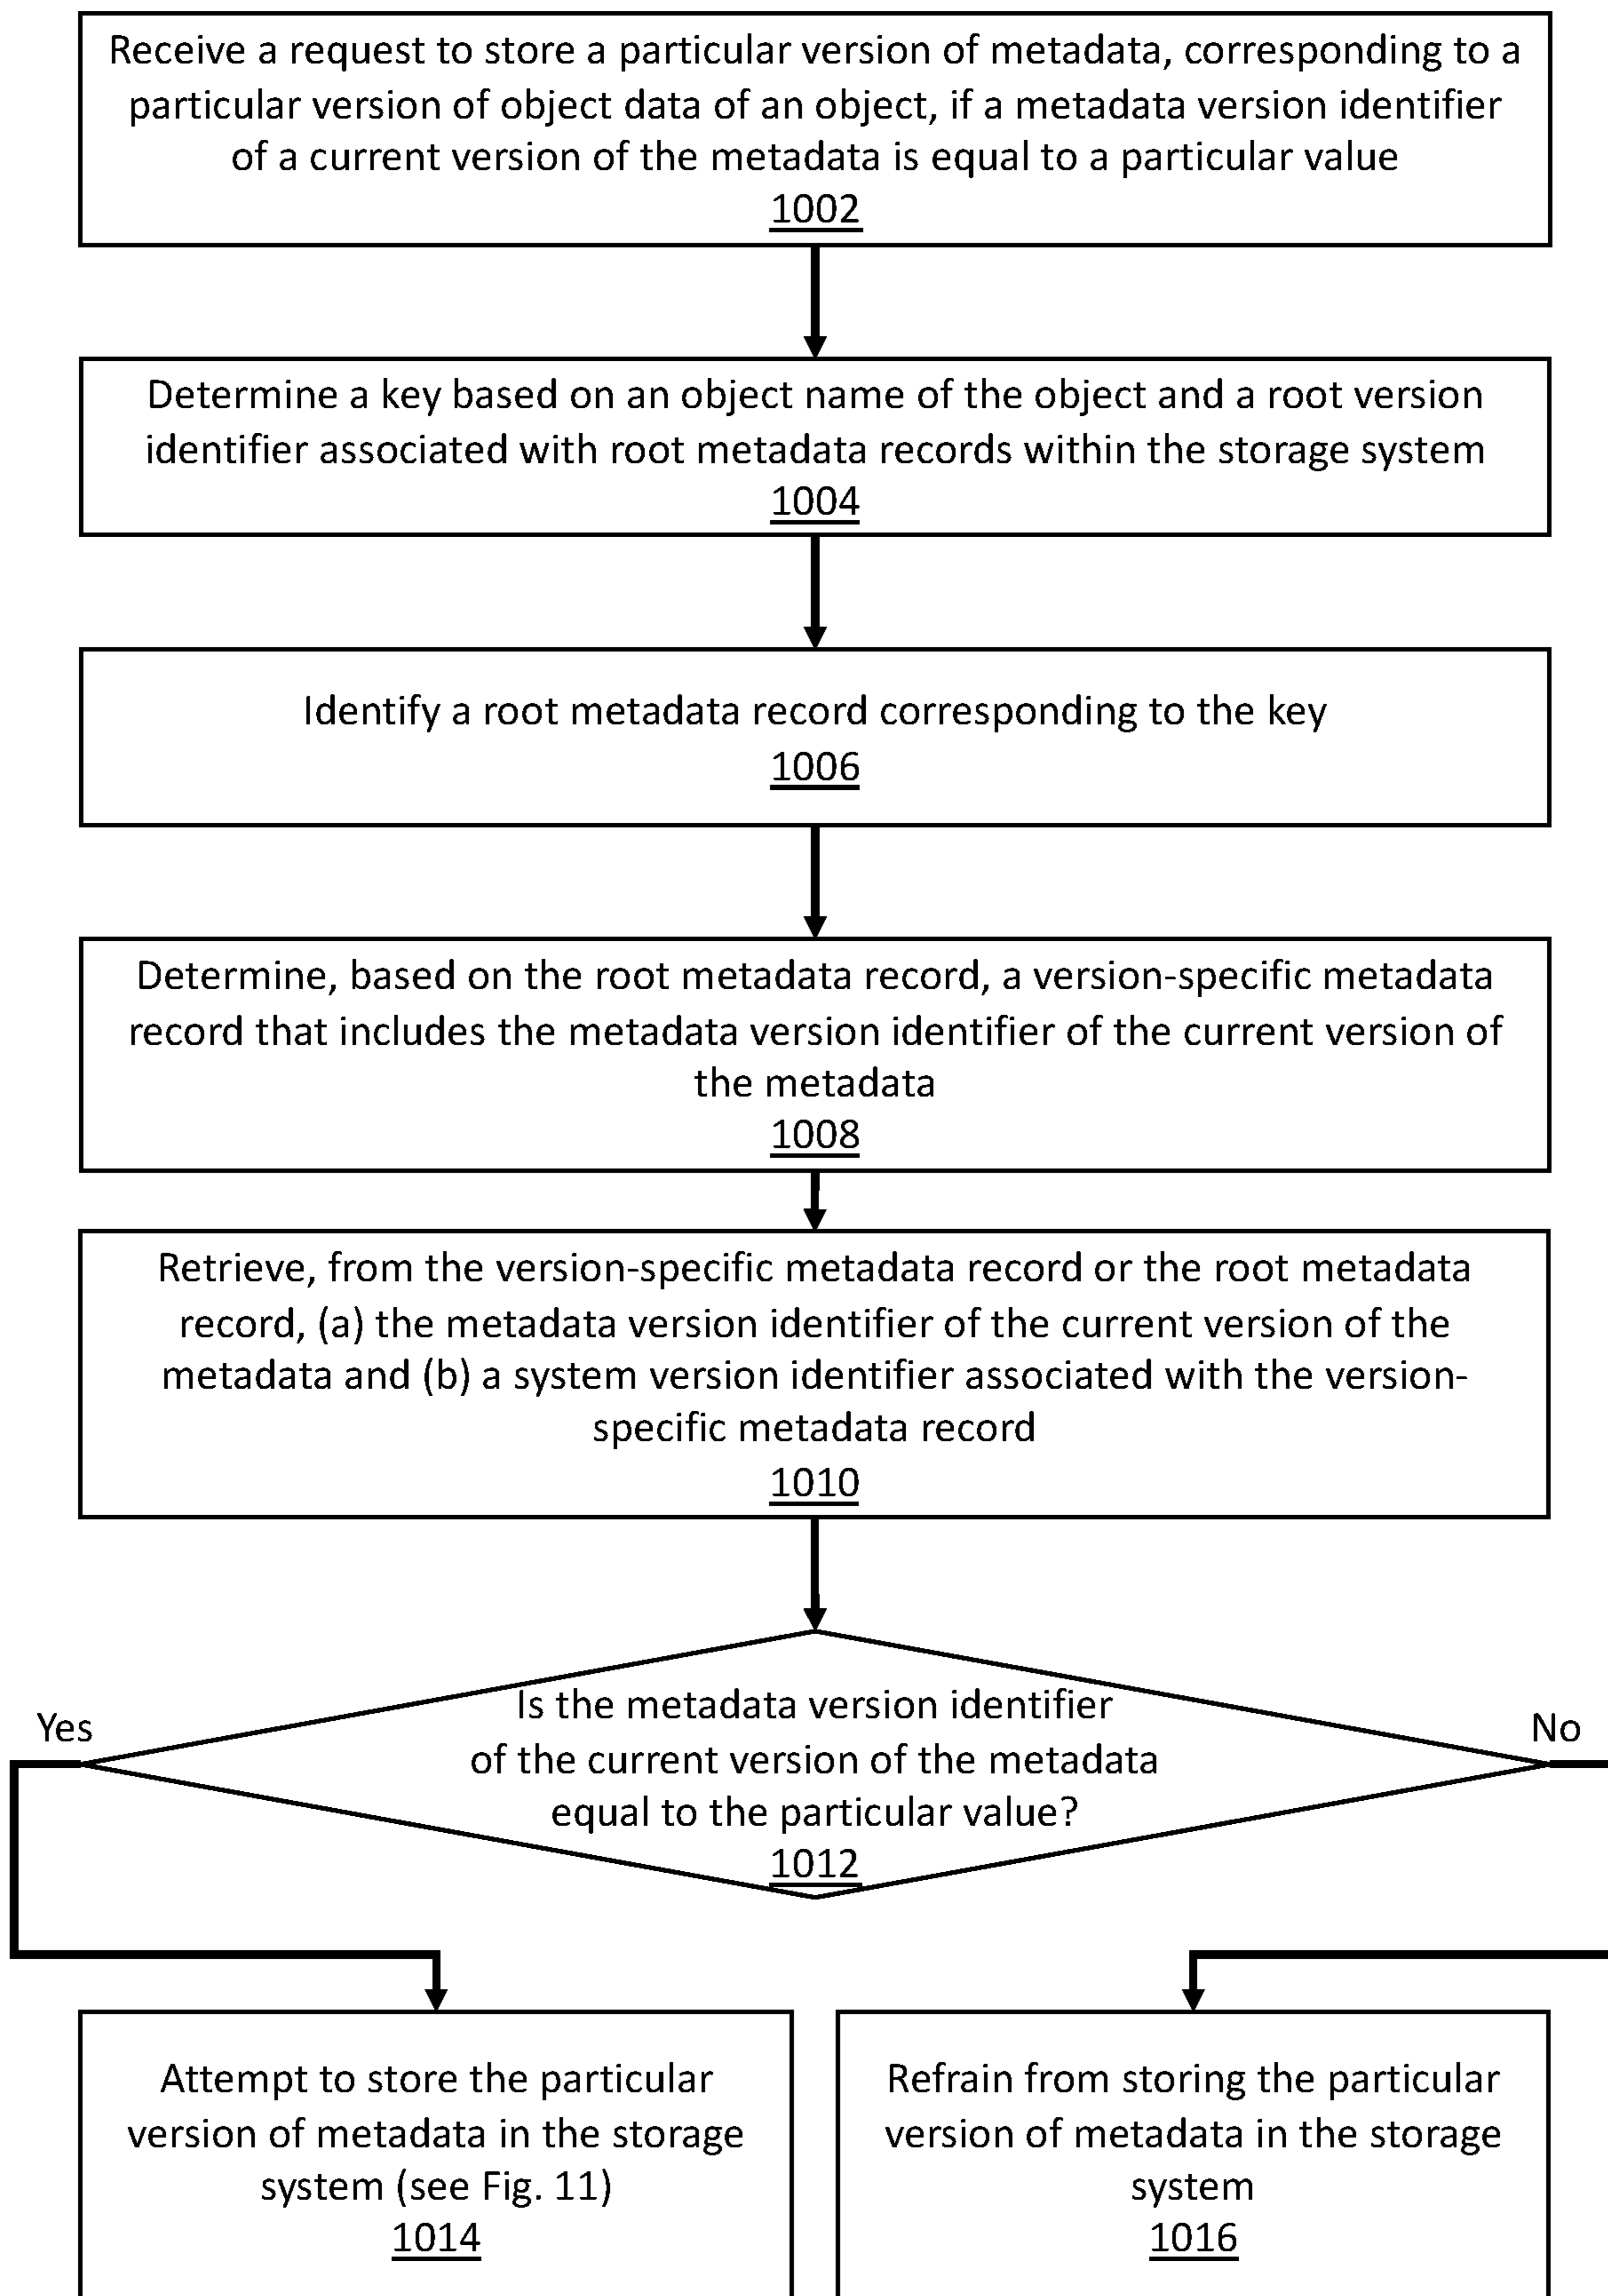 Receive a request to store a particular version of metadata, corresponding to a
particular version of object data of an object, if a metadata version identifier
of a current version of the metadata is equal to a particular value
1002
Determine a key based on an object name of the object and a root version
identifier associated with root metadata records within the storage system
1004
Identify a root metadata record corresponding to the key
1006
Determine, based on the root metadata record, a version-specific metadata
record that includes the metadata version identifier of the current version of
the metadata
1008
Retrieve, from the version-specific metadata record or the root metadata
record, (a) the metadata version identifier of the current version of the
metadata and (b) a system version identifier associated with the version-
specific metadata record
1010
Is the metadata version identifier
of the current version of the metadata
equal to the particular value?
1012
Yes
No
Attempt to store the particular
version of metadata in the storage
system (see Fig. 11)
1014
Refrain from storing the particular
version of metadata in the storage
system
1016